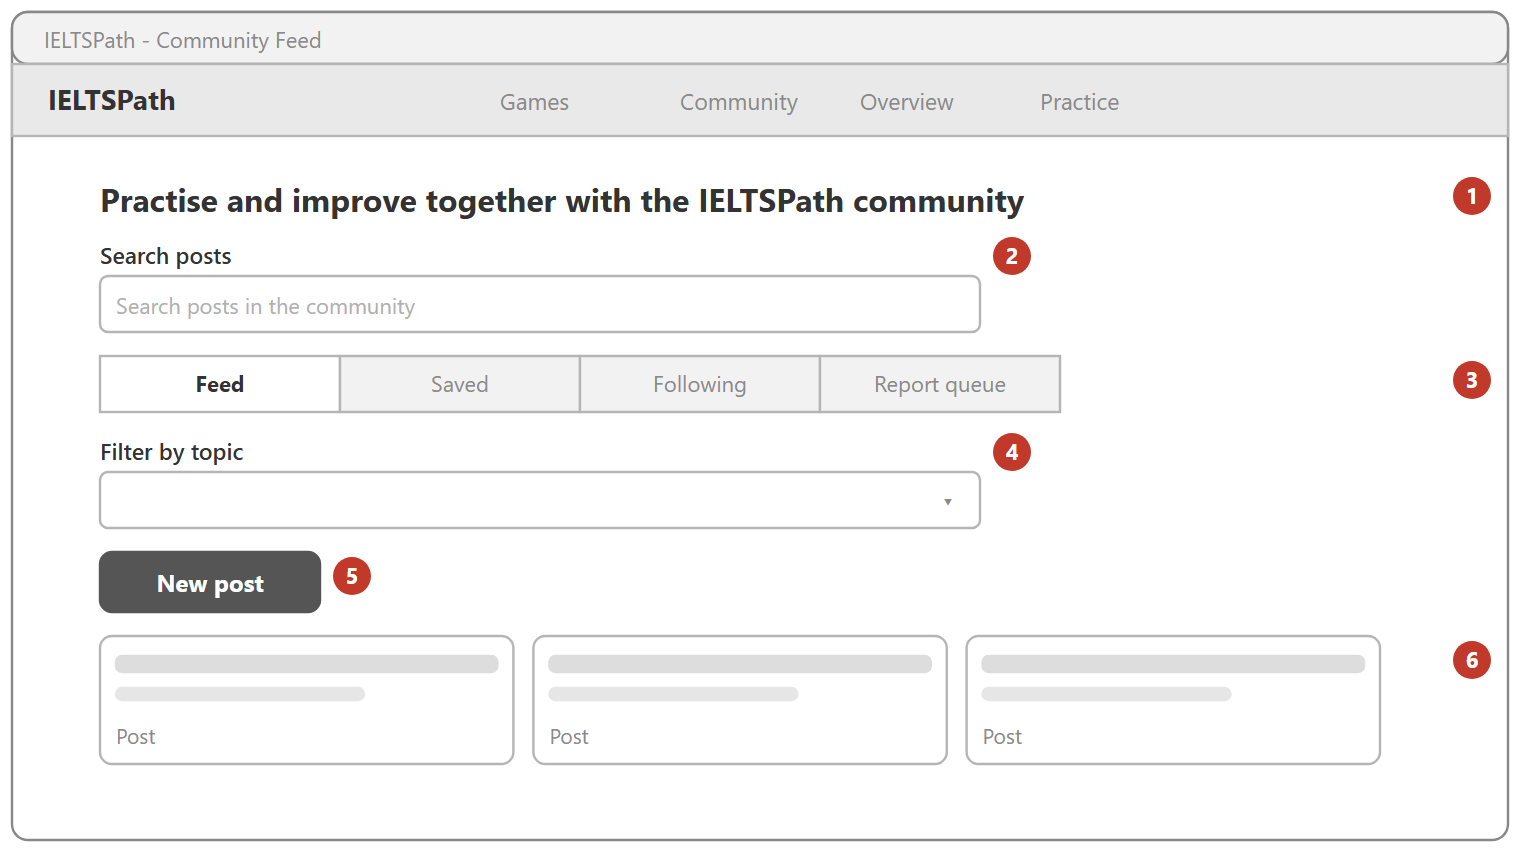 IELTSPath - Community Feed
IELTSPath Games Community Overview Practice
Practise and improve together with the IELTSPath community 1
Search posts 2
Search posts in the community
Feed Saved Following Report queue 3
Filter by topic 4
New post 5
6
Post Post Post